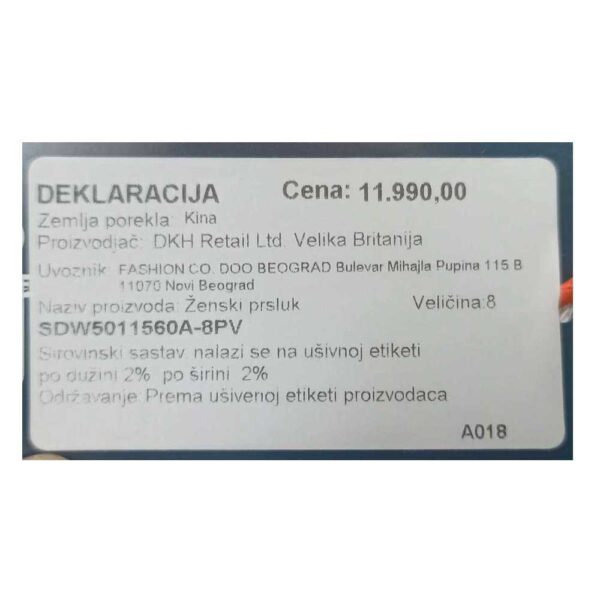 DEKLARACIJA Cena: 11.990,00
Zemlja porekla: Kina
Proizvodjač: DKH Retail Ltd. Velika Britanija
Uvoznik: FASHION CO. DOO BEOGRAD Bulevar Mihajla Pupina 115 B
11070 Novi Beograd
Naziv proizvoda: Ženski prsluk Veličina:8
SDW5011560A-8PV
Sirovinski sastav: nalazi se na ušivnoj etiketi
po dužini 2% po širini 2%
Održavanje: Prema ušivenoj etiketi proizvodaca
A018